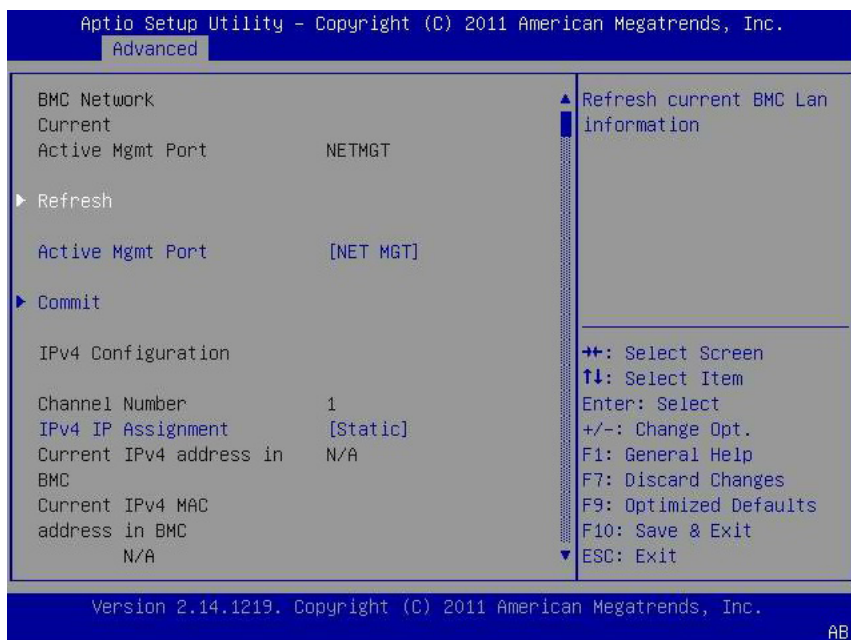 Aptio Setup Utility – Copyright (C) 2011 American Megatrends, Inc.
Advanced
BMC Network
Current
Active Mgmt Port NETMGT
Refresh
Active Mgmt Port [NET MGT]
Commit
IPv4 Configuration
Channel Number 1
IPv4 IP Assignment [Static]
Current IPv4 address in N/A
BMC
Current IPv4 MAC
address in BMC
N/A
Refresh current BMC Lan
information
→←: Select Screen
↑↓: Select Item
Enter: Select
+/-: Change Opt.
F1: General Help
F7: Discard Changes
F9: Optimized Defaults
F10: Save & Exit
ESC: Exit
Version 2.14.1219. Copyright (C) 2011 American Megatrends, Inc.
AB